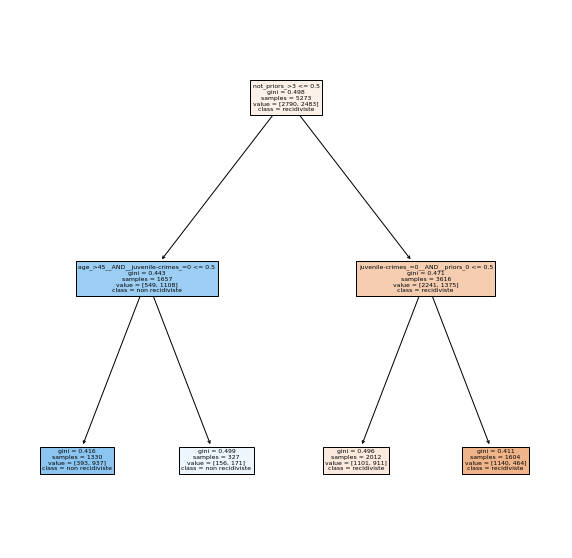 not_priors_>3 <= 0.5
gini = 0.498
samples = 5273
value = [2790, 2483]
class = recidiviste
age_>45__AND__juvenile-crimes_=0 <= 0.5
gini = 0.443
samples = 1657
value = [549, 1108]
class = non recidiviste
juvenile-crimes_=0__AND__priors_0 <= 0.5
gini = 0.471
samples = 3616
value = [2241, 1375]
class = recidiviste
gini = 0.416
samples = 1330
value = [393, 937]
class = non recidiviste
gini = 0.499
samples = 327
value = [156, 171]
class = non recidiviste
gini = 0.496
samples = 2012
value = [1101, 911]
class = recidiviste
gini = 0.411
samples = 1604
value = [1140, 464]
class = recidiviste